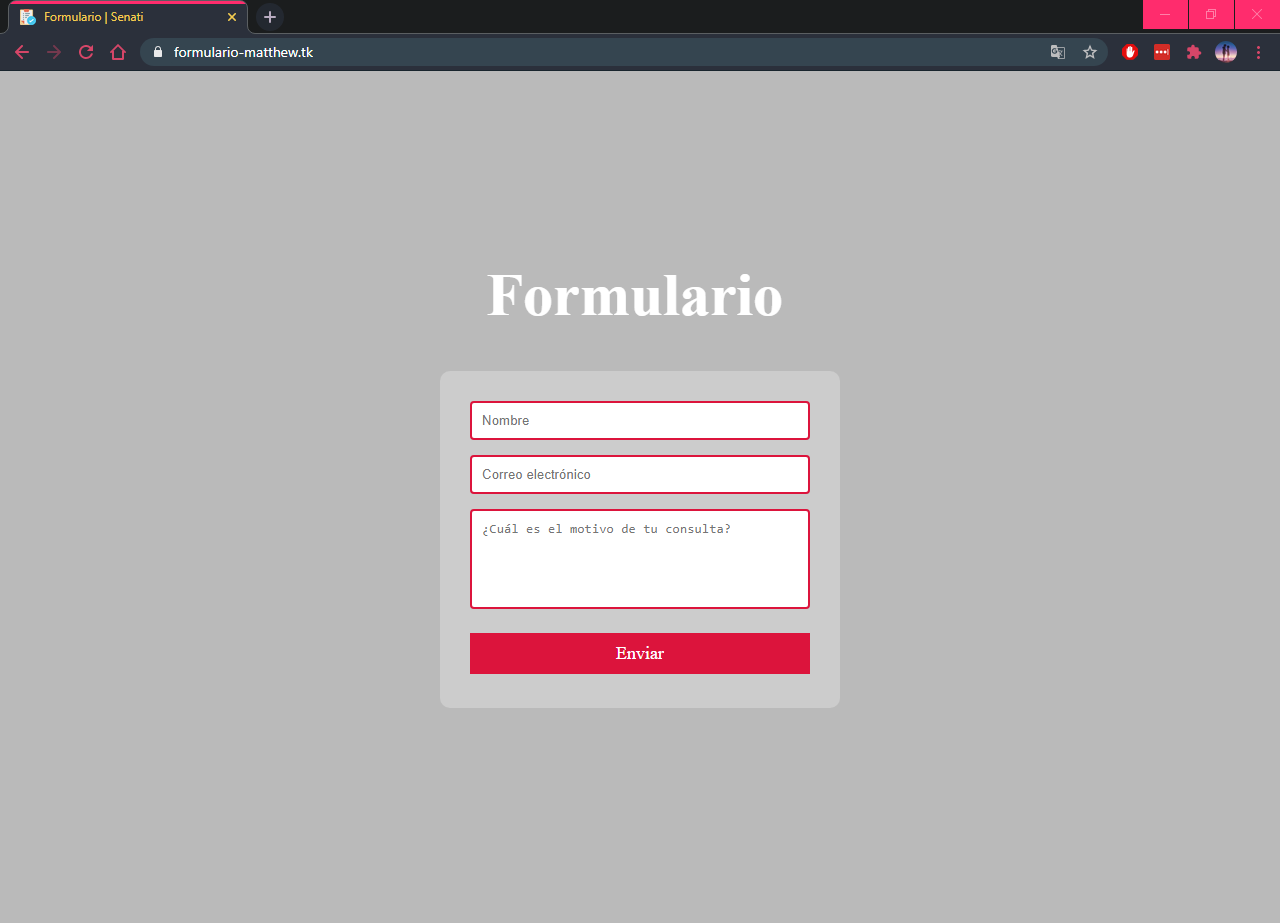 Formulario | Senati
formulario-matthew.tk
Formulario
Nombre
Correo electrónico
¿Cuál es el motivo de tu consulta?
Enviar